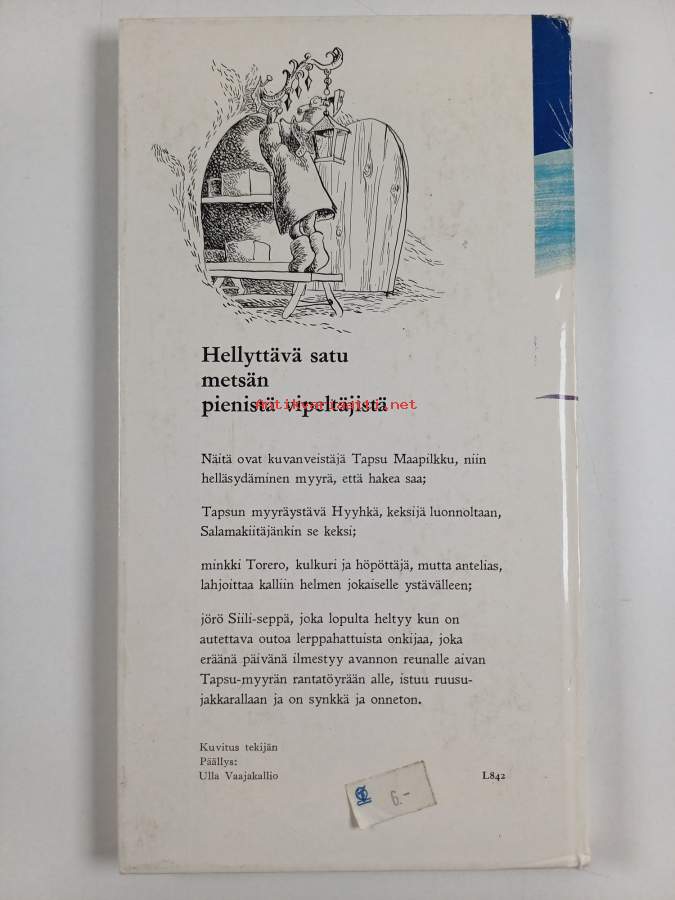 Hellyttävä satu
metsän
pienistä vipeltäjistä
Antikvariaatit.net
Näitä ovat kuvanveistäjä Tapsu Maapilkku, niin
helläsydäminen myyrä, että hakea saa;
Tapsun myyräystävä Hyyhkä, keksijä luonnoltaan,
Salamakiitäjänkin se keksi;
minkki Torero, kulkuri ja höpöttäjä, mutta antelias,
lahjoittaa kalliin helmen jokaiselle ystävälleen;
jörö Siili-seppä, joka lopulta heltyy kun on
autettava outoa lerppahattuista onkijaa, joka
eräänä päivänä ilmestyy avannon reunalle aivan
Tapsu-myyrän rantatöyrään alle, istuu ruusu-
jakkarallaan ja on synkkä ja onneton.
Kuvitus tekijän
Päällys:
Ulla Vaajakallio
L842
6.-